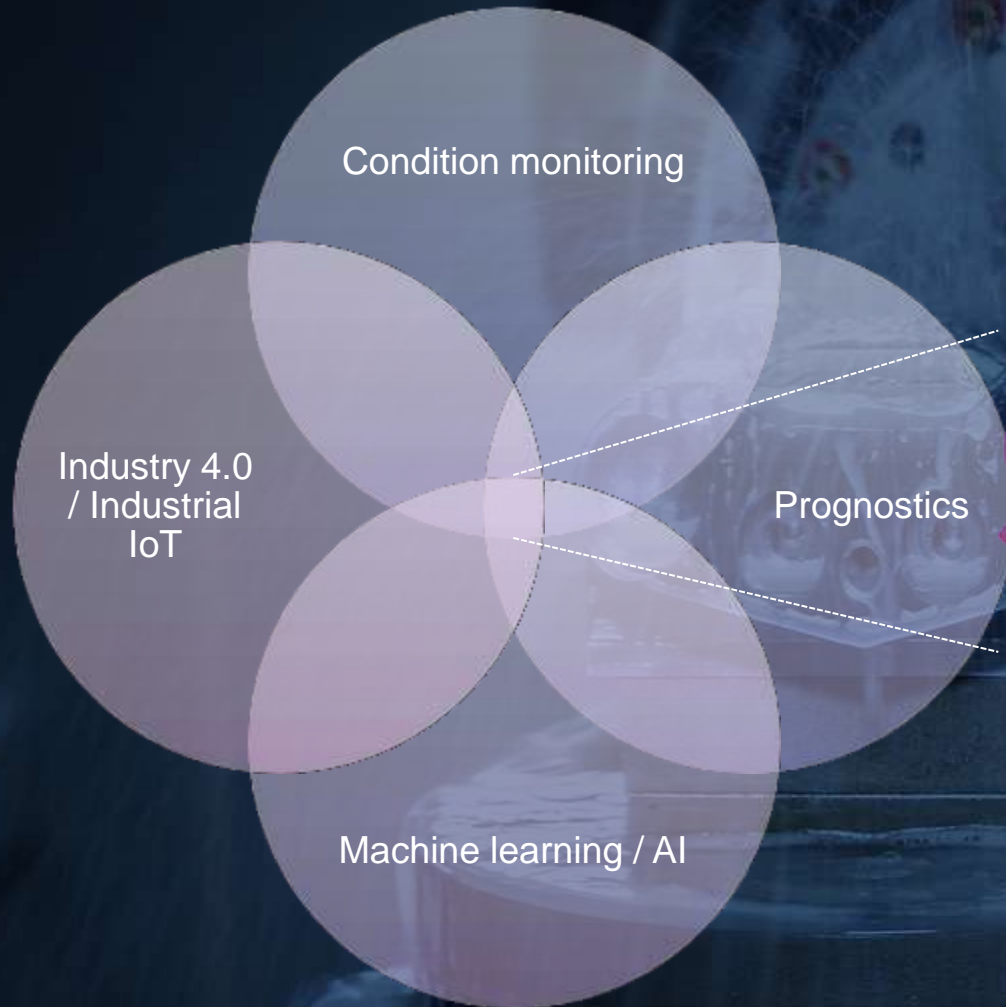 Condition monitoring
Industry 4.0
/ Industrial
IoT
Prognostics
Machine learning / AI